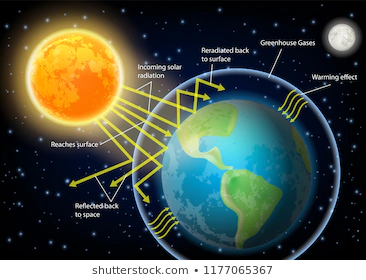 Incoming solar
radiation
Reradiated back
to surface
Greenhouse Gases
Warming effect
Reaches surface
Reflected back
to space
shutterstock.com • 1177065367